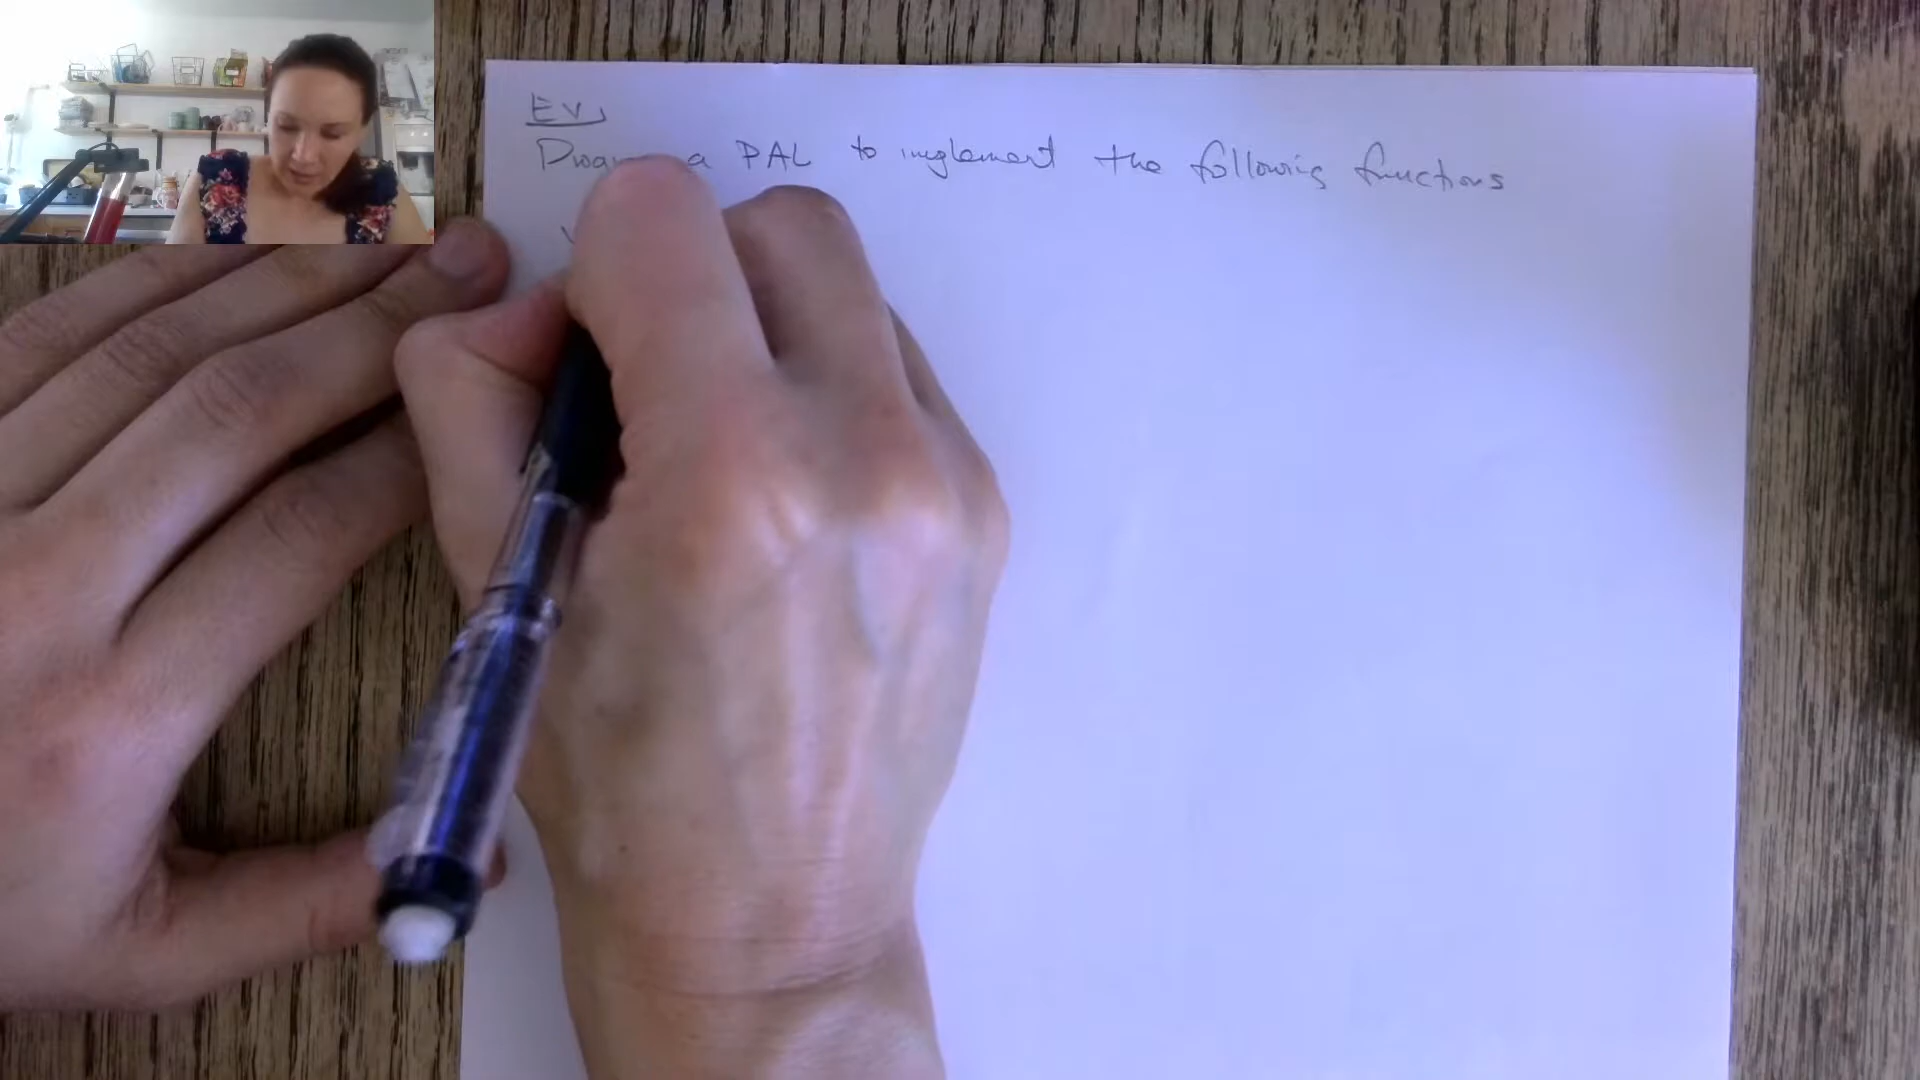 Ex
a PAL to implement the following functions